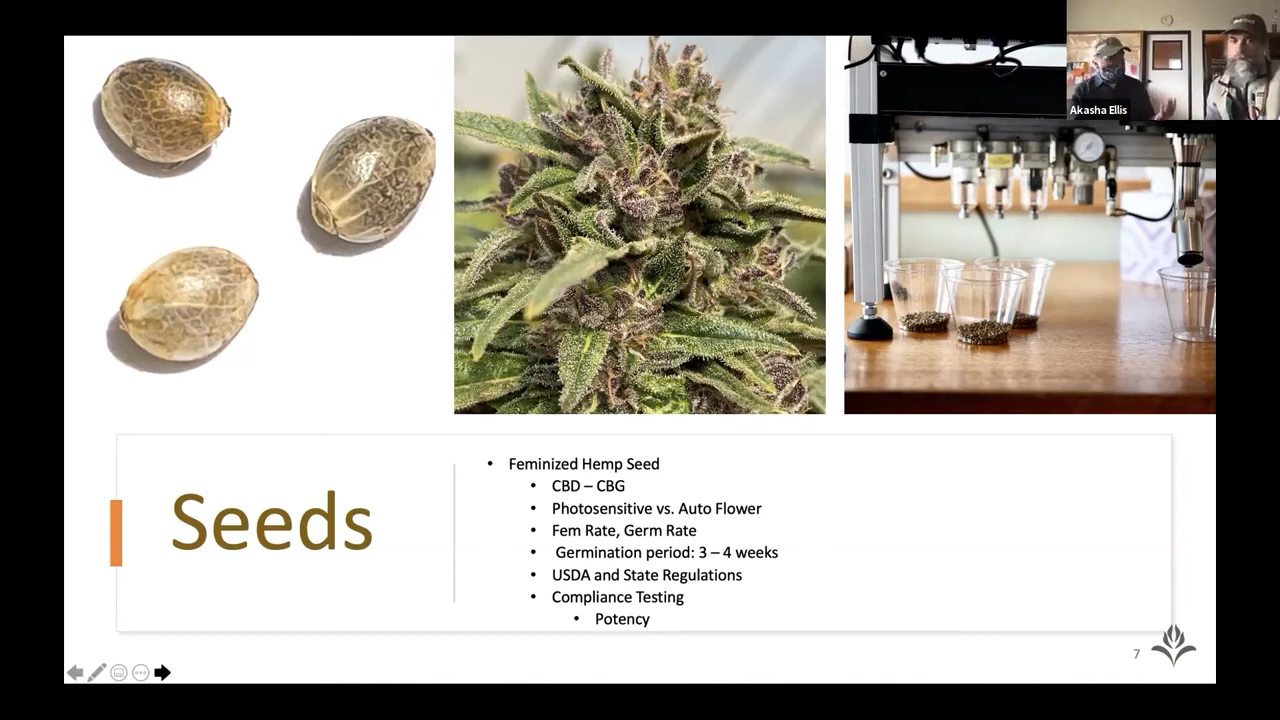 Akasha Ellis
Seeds
• Feminized Hemp Seed
• CBD – CBG
• Photosensitive vs. Auto Flower
• Fem Rate, Germ Rate
• Germination period: 3 – 4 weeks
• USDA and State Regulations
• Compliance Testing
• Potency
7